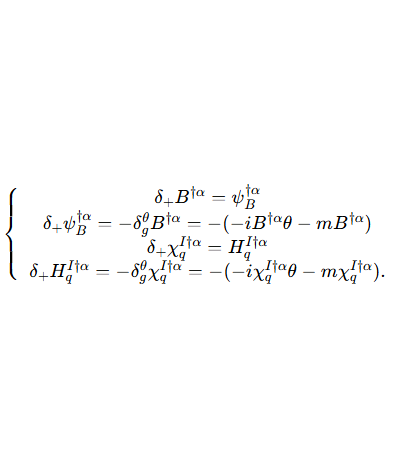 δ₊B^{†α} = ψ_B^{†α}
δ₊ψ_B^{†α} = −δ_g^θ B^{†α} = −(−iB^{†α}θ − mB^{†α})
δ₊χ_q^{I†α} = H_q^{I†α}
δ₊H_q^{I†α} = −δ_g^θ χ_q^{I†α} = −(−iχ_q^{I†α}θ − mχ_q^{I†α}).